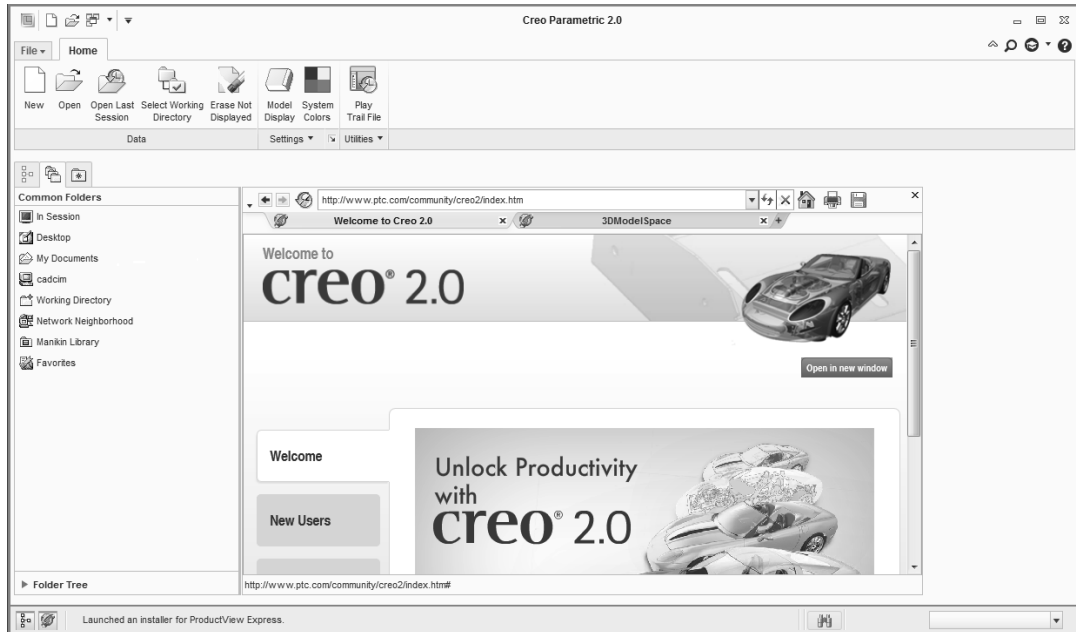 Creo Parametric 2.0
File
Home
New
Open
Open Last Session
Select Working Directory
Erase Not Displayed
Model Display
System Colors
Play Trail File
Data
Settings
Utilities
Common Folders
In Session
Desktop
My Documents
cadcim
Working Directory
Network Neighborhood
Manikin Library
Favorites
Folder Tree
http://www.ptc.com/community/creo2/index.htm
Welcome to Creo 2.0
3DModelSpace
Welcome to
creo® 2.0
Open in new window
Welcome
New Users
Unlock Productivity
with
creo® 2.0
http://www.ptc.com/community/creo2/index.htm#
Launched an installer for ProductView Express.